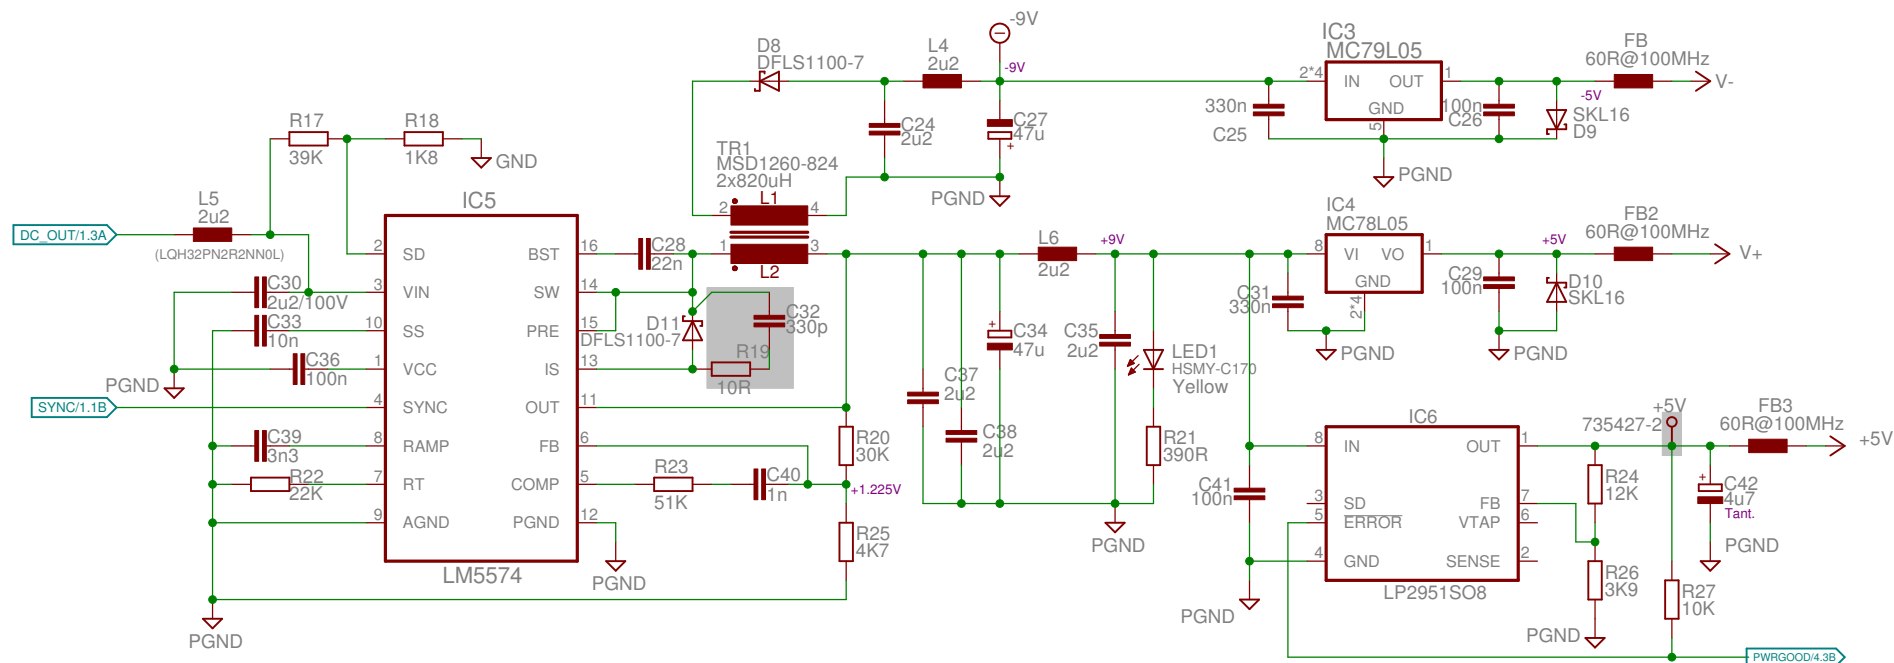 -9V
D8
DFLS1100-7
L4
2u2
-9V
IC3
MC79L05
FB
60R@100MHz
2*4
IN
OUT
1
GND
5
V-
-5V
330n
C25
100n
C26
SKL16
D9
PGND
C24
2u2
C27
47u
+
PGND
R17
39K
R18
1K8
GND
TR1
MSD1260-824
2x820uH
L1
2
4
1
3
L2
L5
2u2
DC_OUT/1.3A
(LQH32PN2R2NN0L)
IC5
2
SD
BST
16
3
VIN
SW
14
10
SS
PRE
15
1
VCC
IS
13
4
SYNC
OUT
11
8
RAMP
FB
6
7
RT
COMP
5
9
AGND
PGND
12
LM5574
C28
22n
C30
2u2/100V
C33
10n
C36
100n
PGND
SYNC/1.1B
C39
3n3
R22
22K
PGND
D11
DFLS1100-7
C32
330p
R19
10R
R23
51K
C40
1n
+1.225V
R20
30K
R25
4K7
PGND
L6
2u2
+9V
C37
2u2
C38
2u2
+
C34
47u
C35
2u2
LED1
HSMY-C170
Yellow
R21
390R
PGND
IC4
MC78L05
8
VI
VO
1
GND
2*4
C31
330n
PGND
+5V
C29
100n
D10
SKL16
PGND
FB2
60R@100MHz
V+
IC6
8
IN
OUT
1
3
SD
FB
7
5
ERROR
VTAP
6
4
GND
SENSE
2
LP2951SO8
C41
100n
PGND
735427-2
+5V
FB3
60R@100MHz
+5V
R24
12K
R26
3K9
PGND
+
C42
4u7
Tant.
PGND
R27
10K
PWRGOOD/4.3B